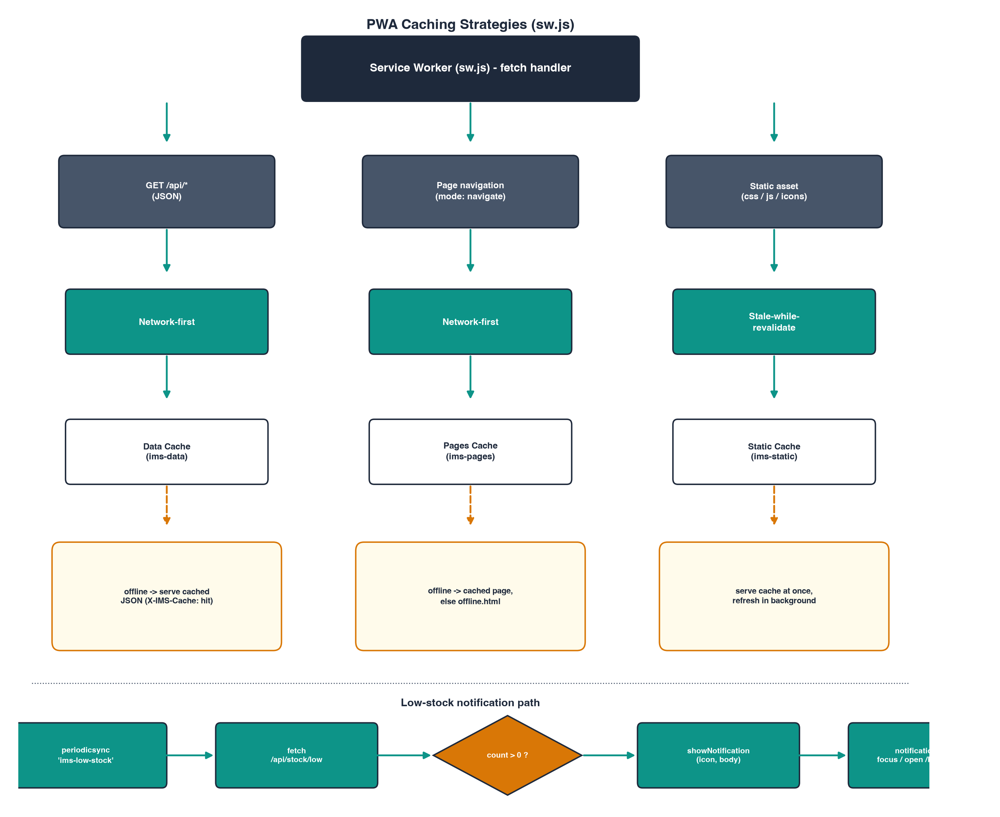 PWA Caching Strategies (sw.js)
Service Worker (sw.js) - fetch handler
GET /api/*
(JSON)
Page navigation
(mode: navigate)
Static asset
(css / js / icons)
Network-first
Network-first
Stale-while-
revalidate
Data Cache
(ims-data)
Pages Cache
(ims-pages)
Static Cache
(ims-static)
offline -> serve cached
JSON (X-IMS-Cache: hit)
offline -> cached page,
else offline.html
serve cache at once,
refresh in background
Low-stock notification path
periodicsync
'ims-low-stock'
fetch
/api/stock/low
count > 0 ?
showNotification
(icon, body)
focus / open